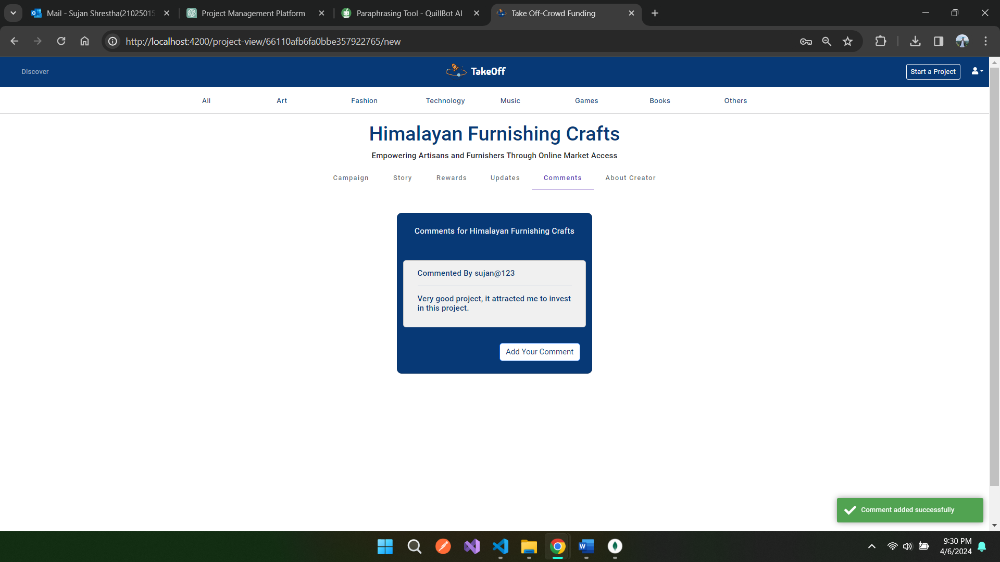 Mail - Sujan Shrestha(21025015
Project Management Platform
Paraphrasing Tool - QuillBot AI
Take Off-Crowd Funding
http://localhost:4200/project-view/66110afb6fa0bbe357922765/new
Discover
TakeOff
Start a Project
All
Art
Fashion
Technology
Music
Games
Books
Others
Himalayan Furnishing Crafts
Empowering Artisans and Furnishers Through Online Market Access
Campaign
Story
Rewards
Updates
Comments
About Creator
Comments for Himalayan Furnishing Crafts
Commented By sujan@123
Very good project, it attracted me to invest
in this project.
Add Your Comment
Comment added successfully
9:30 PM
4/6/2024